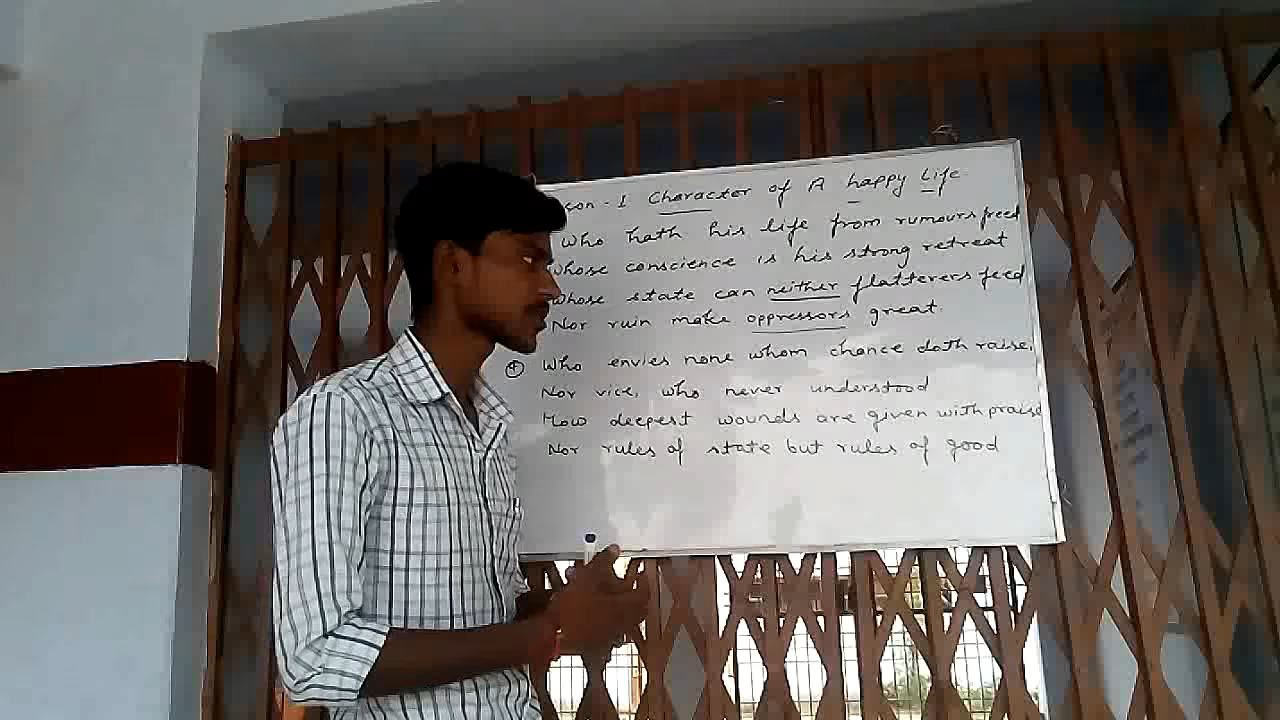 son - I Character of A happy Life
Who hath his life from rumours freed
Whose conscience is his strong retreat
Whose state can neither flatterers feed
Nor ruin make oppressors great.
④ Who envies none whom chance doth raise,
Nor vice, who never understood
How deepest wounds are given with praise
Nor rules of state but rules of good